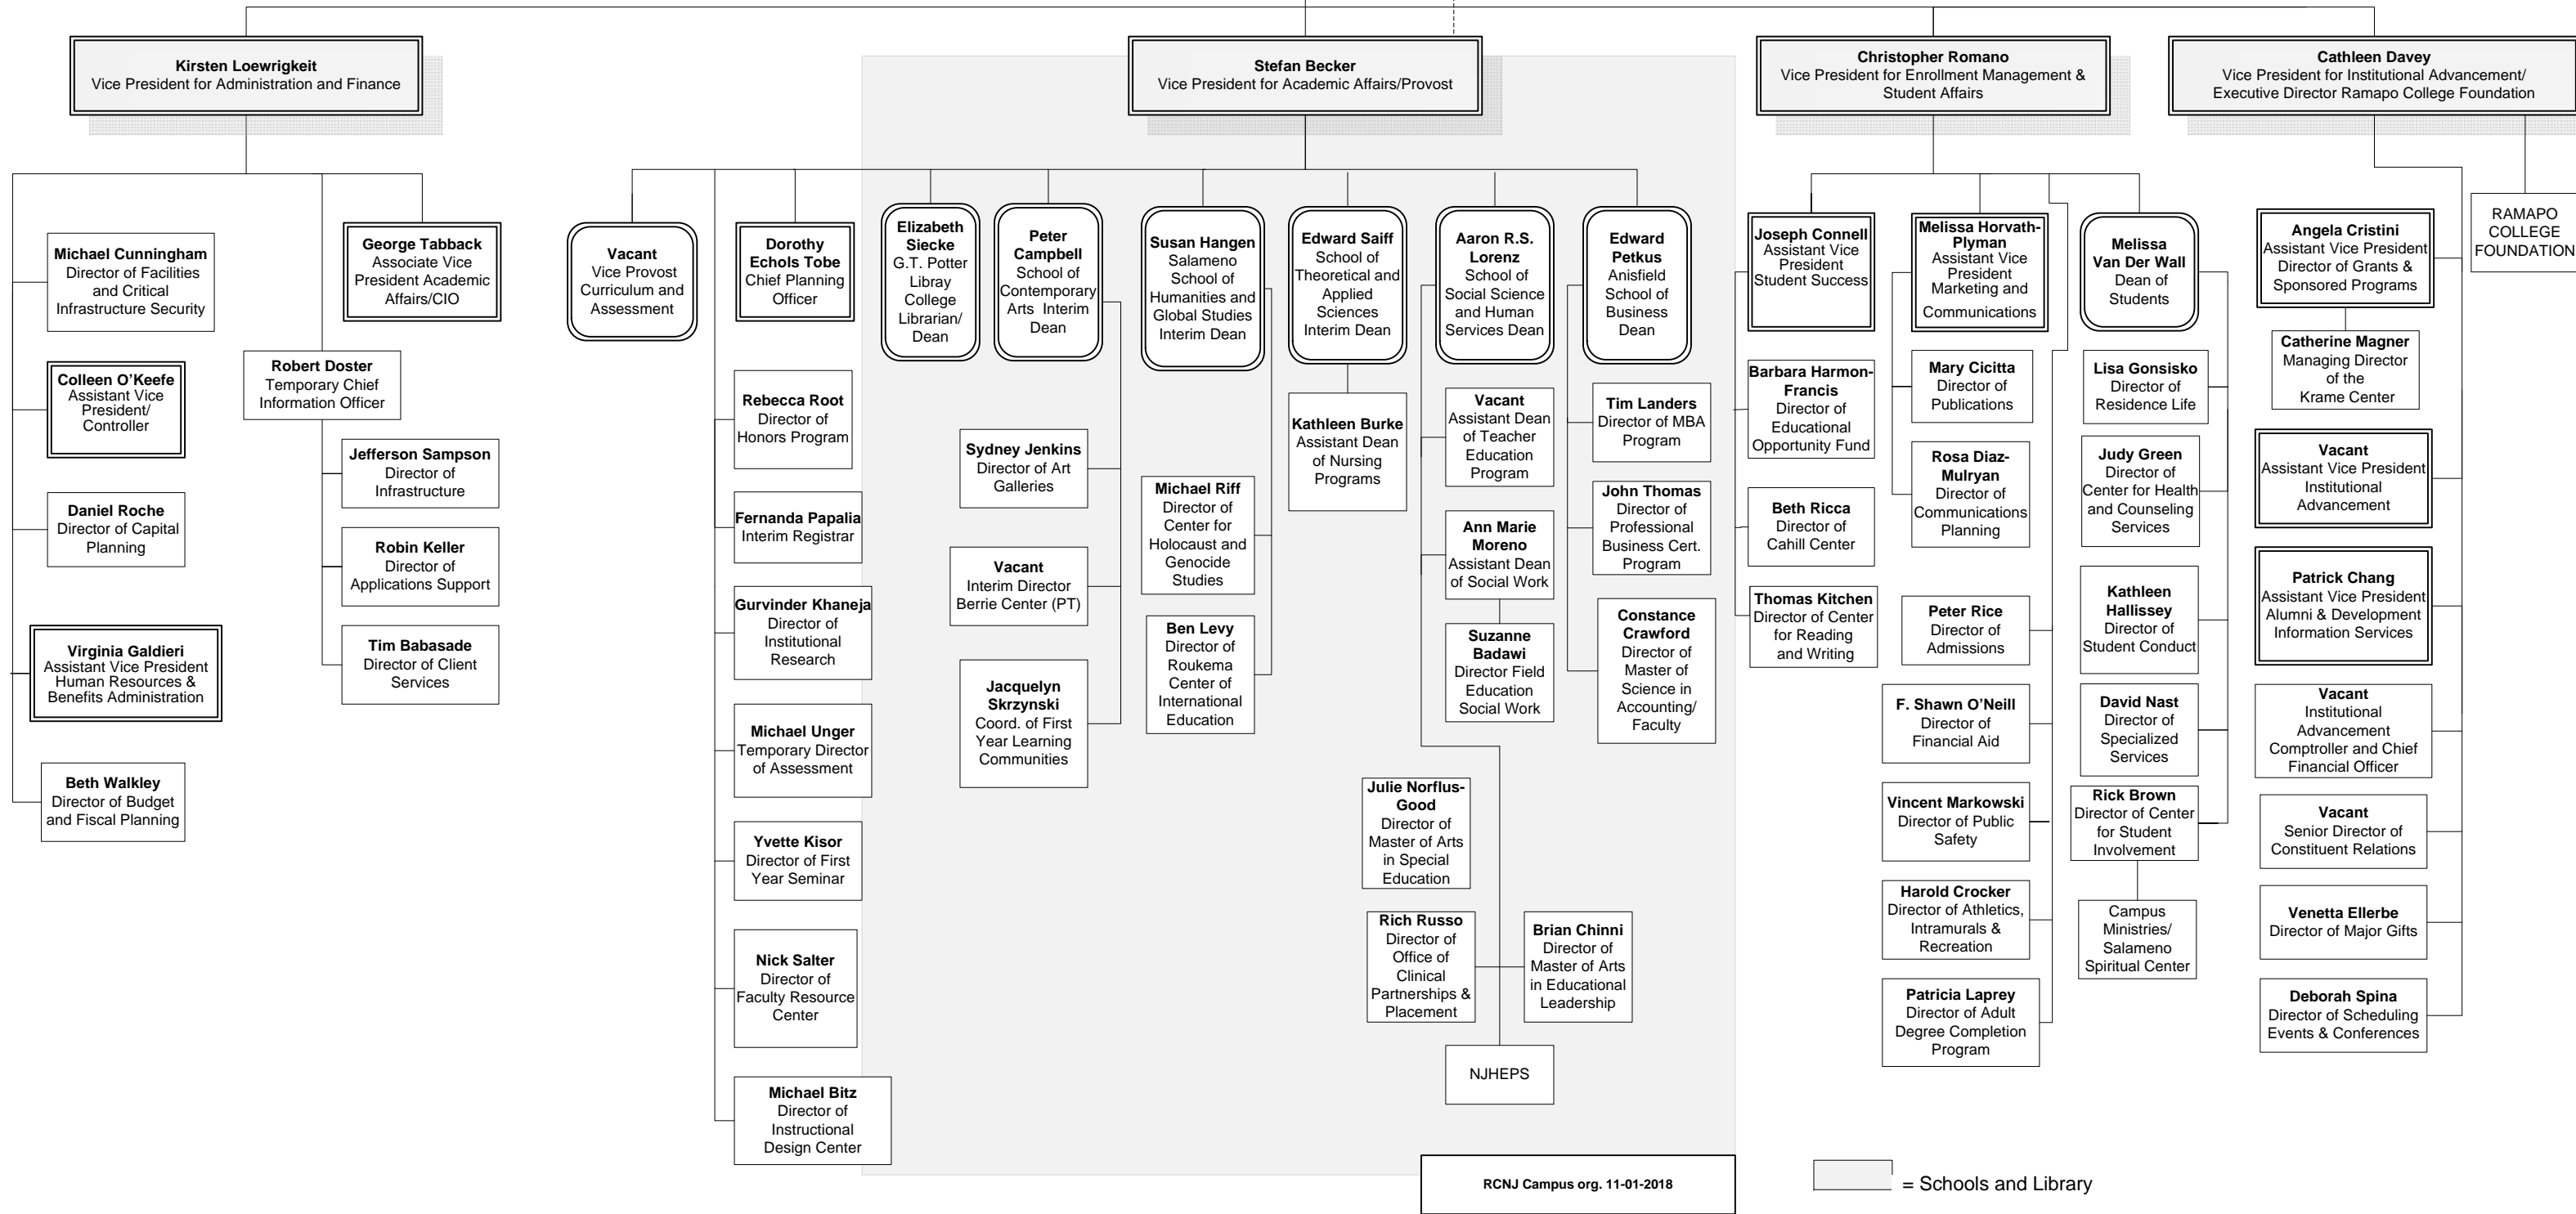 Kirsten Loewrigkeit
Vice President for Administration and Finance
Stefan Becker
Vice President for Academic Affairs/Provost
Christopher Romano
Vice President for Enrollment Management &
Student Affairs
Cathleen Davey
Vice President for Institutional Advancement/
Executive Director Ramapo College Foundation
Michael Cunningham
Director of Facilities
and Critical
Infrastructure Security
Colleen O'Keefe
Assistant Vice
President/
Controller
Daniel Roche
Director of Capital
Planning
Virginia Galdieri
Assistant Vice President
Human Resources &
Benefits Administration
Beth Walkley
Director of Budget
and Fiscal Planning
George Tabback
Associate Vice
President Academic
Affairs/CIO
Robert Doster
Temporary Chief
Information Officer
Jefferson Sampson
Director of
Infrastructure
Robin Keller
Director of
Applications Support
Tim Babasade
Director of Client
Services
Vacant
Vice Provost
Curriculum and
Assessment
Dorothy
Echols Tobe
Chief Planning
Officer
Rebecca Root
Director of
Honors Program
Fernanda Papalia
Interim Registrar
Gurvinder Khaneja
Director of
Institutional
Research
Michael Unger
Temporary Director
of Assessment
Yvette Kisor
Director of First
Year Seminar
Nick Salter
Director of
Faculty Resource
Center
Michael Bitz
Director of
Instructional
Design Center
Elizabeth
Siecke
G.T. Potter
Libray
College
Librarian/
Dean
Peter
Campbell
School of
Contemporary
Arts Interim
Dean
Sydney Jenkins
Director of Art
Galleries
Vacant
Interim Director
Berrie Center (PT)
Jacquelyn
Skrzynski
Coord. of First
Year Learning
Communities
Susan Hangen
Salameno
School of
Humanities and
Global Studies
Interim Dean
Michael Riff
Director of
Center for
Holocaust and
Genocide
Studies
Ben Levy
Director of
Roukema
Center of
International
Education
Edward Saiff
School of
Theoretical and
Applied
Sciences
Interim Dean
Kathleen Burke
Assistant Dean
of Nursing
Programs
Aaron R.S.
Lorenz
School of
Social Science
and Human
Services Dean
Vacant
Assistant Dean
of Teacher
Education
Program
Ann Marie
Moreno
Assistant Dean
of Social Work
Suzanne
Badawi
Director Field
Education
Social Work
Julie Norflus-
Good
Director of
Master of Arts
in Special
Education
Rich Russo
Director of
Office of
Clinical
Partnerships &
Placement
Brian Chinni
Director of
Master of Arts
in Educational
Leadership
NJHEPS
Edward
Petkus
Anisfield
School of
Business
Dean
Tim Landers
Director of MBA
Program
John Thomas
Director of
Professional
Business Cert.
Program
Constance
Crawford
Director of
Master of
Science in
Accounting/
Faculty
Joseph Connell
Assistant Vice
President
Student Success
Barbara Harmon-
Francis
Director of
Educational
Opportunity Fund
Beth Ricca
Director of
Cahill Center
Thomas Kitchen
Director of Center
for Reading
and Writing
Melissa Horvath-
Plyman
Assistant Vice
President
Marketing and
Communications
Mary Cicitta
Director of
Publications
Rosa Diaz-
Mulryan
Director of
Communications
Planning
Peter Rice
Director of
Admissions
F. Shawn O'Neill
Director of
Financial Aid
Vincent Markowski
Director of Public
Safety
Harold Crocker
Director of Athletics,
Intramurals &
Recreation
Patricia Laprey
Director of Adult
Degree Completion
Program
Melissa
Van Der Wall
Dean of
Students
Lisa Gonsisko
Director of
Residence Life
Judy Green
Director of
Center for Health
and Counseling
Services
Kathleen
Hallissey
Director of
Student Conduct
David Nast
Director of
Specialized
Services
Rick Brown
Director of Center
for Student
Involvement
Campus
Ministries/
Salameno
Spiritual Center
Angela Cristini
Assistant Vice President
Director of Grants &
Sponsored Programs
Catherine Magner
Managing Director
of the
Krame Center
Vacant
Assistant Vice President
Institutional
Advancement
Patrick Chang
Assistant Vice President
Alumni & Development
Information Services
Vacant
Institutional
Advancement
Comptroller and Chief
Financial Officer
Vacant
Senior Director of
Constituent Relations
Venetta Ellerbe
Director of Major Gifts
Deborah Spina
Director of Scheduling
Events & Conferences
RAMAPO
COLLEGE
FOUNDATION
RCNJ Campus org. 11-01-2018
= Schools and Library